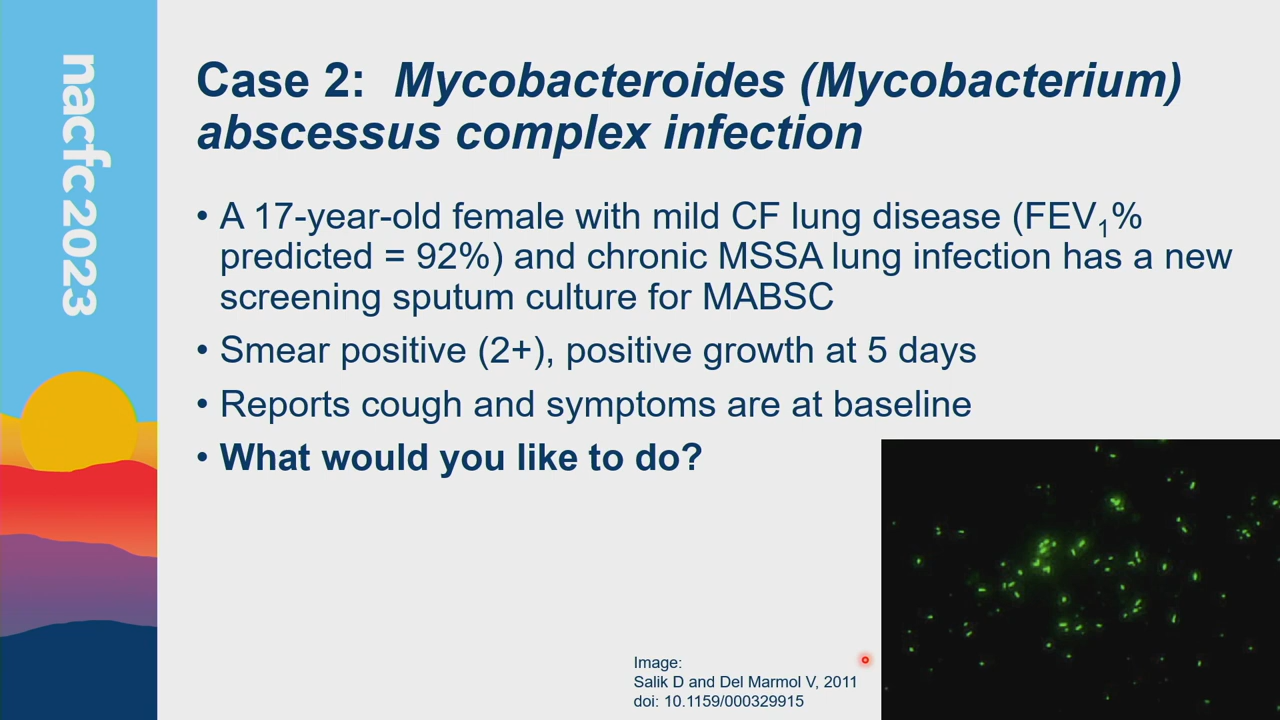 nacfc 2023
Case 2: Mycobacteroides (Mycobacterium)
abscessus complex infection
• A 17-year-old female with mild CF lung disease (FEV₁%
predicted = 92%) and chronic MSSA lung infection has a new
screening sputum culture for MABSC
• Smear positive (2+), positive growth at 5 days
• Reports cough and symptoms are at baseline
• What would you like to do?
Image:
Salik D and Del Marmol V, 2011
doi: 10.1159/000329915